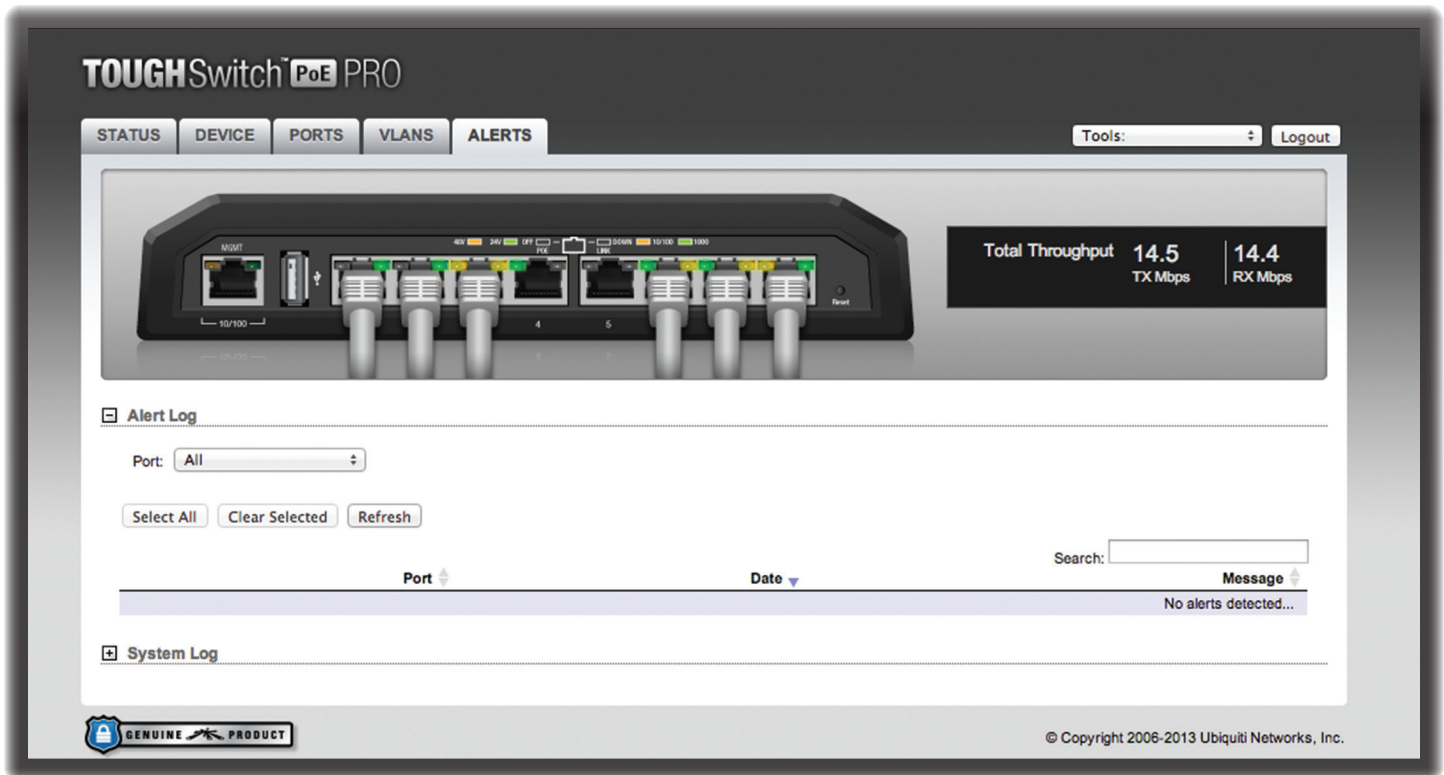 TOUGHSwitch™ PoE PRO
STATUS DEVICE PORTS VLANS ALERTS Tools: Logout
48V 24V OFF POE LINK DOWN 10/100 1000
MGMT
Total Throughput 14.5 14.4
TX Mbps RX Mbps
Reset
10/100 4 5
Alert Log
Port: All
Select All Clear Selected Refresh
Search:
Port Date Message
No alerts detected...
System Log
GENUINE PRODUCT
© Copyright 2006-2013 Ubiquiti Networks, Inc.